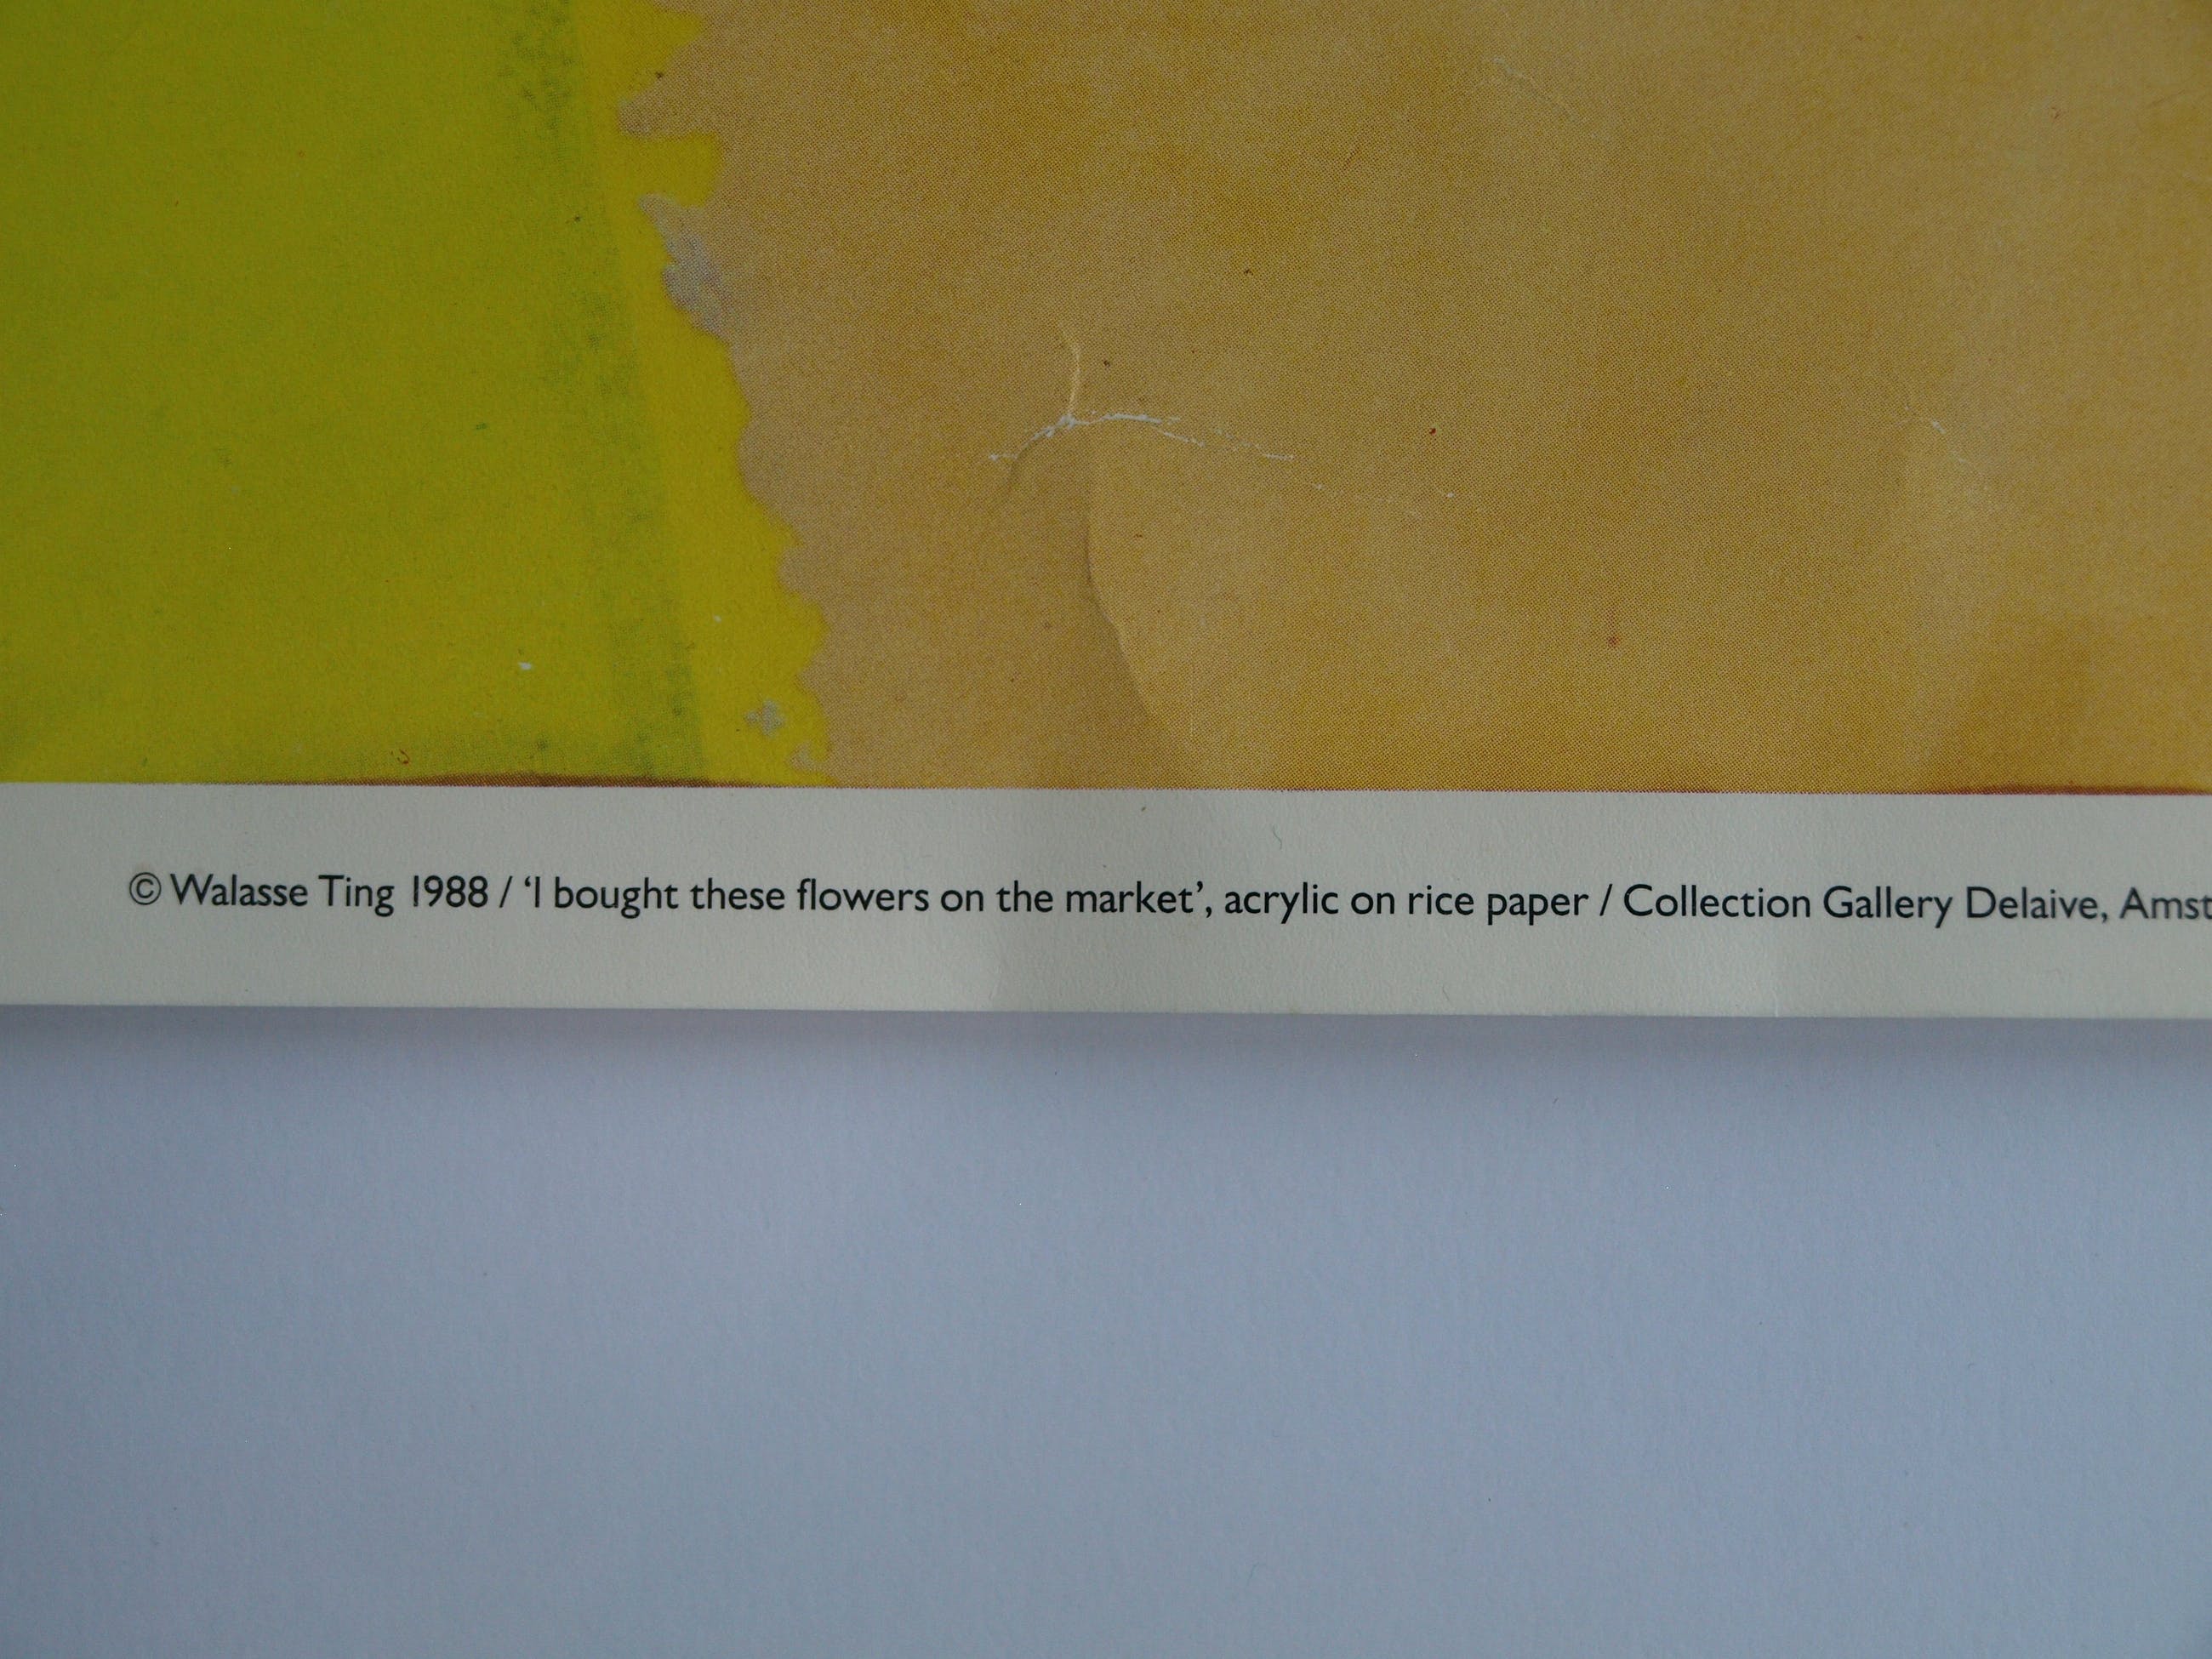 © Walasse Ting 1988 / ‘I bought these flowers on the market’, acrylic on rice paper / Collection Gallery Delaive, Amst